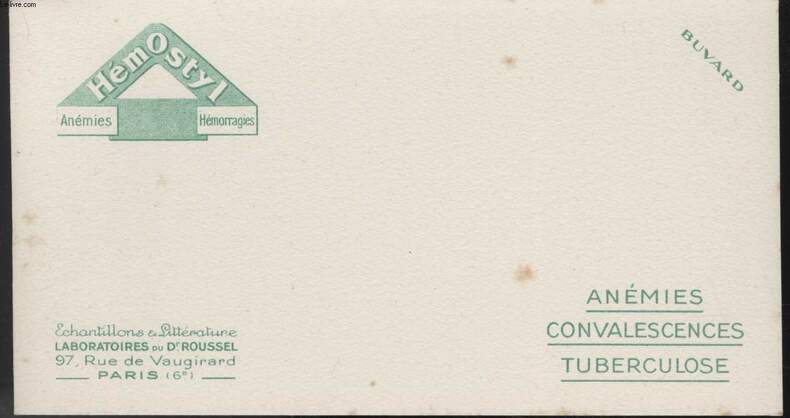 HémOstyl
Anémies
Hémorragies
BUVARD
Echantillons & Littérature
LABORATOIRES DU Dr ROUSSEL
97, Rue de Vaugirard
PARIS (6e)
ANÉMIES
CONVALESCENCES
TUBERCULOSE